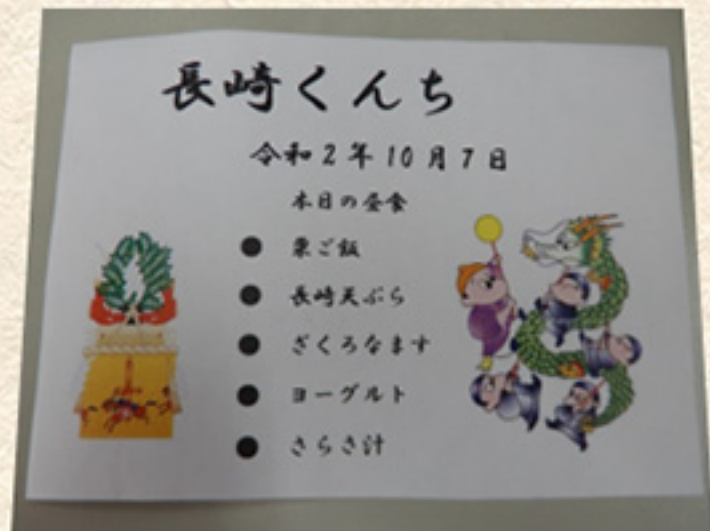 長崎くんち
令和2年10月7日
本日の昼食
● 栗ご飯
● 長崎天ぷら
● ざくろなます
● ヨーグルト
● さらさ汁